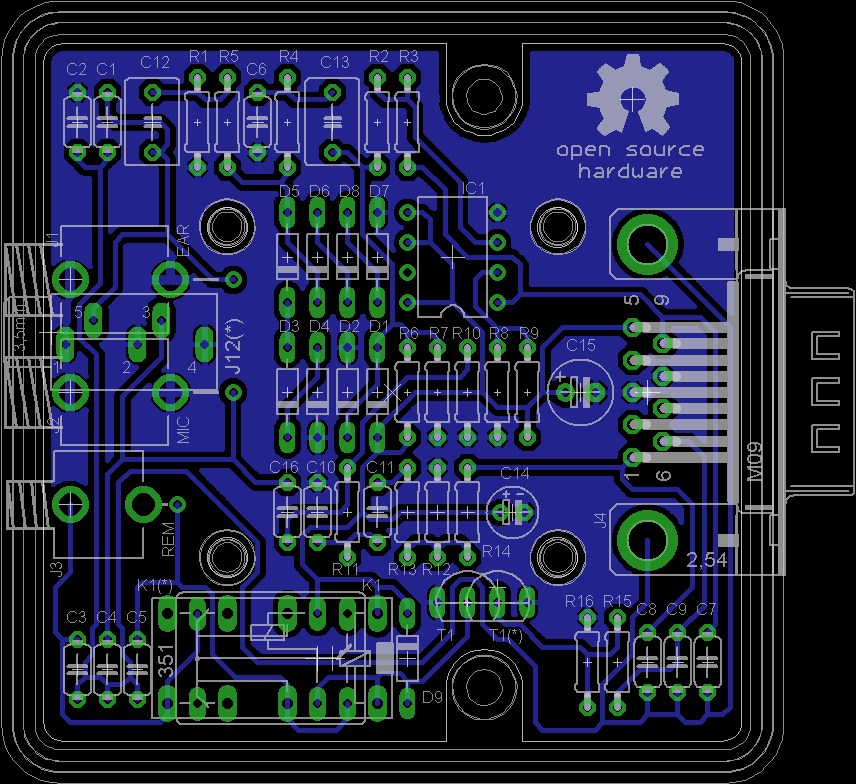 C2 C1 C12 R1 R5 C6 R4 C13 R2 R3
open source
hardware
D5 D6 D8 D7 IC1
J1 EAR
5 9
5 3
3,5mm
1 2 4
J12(*)
D3 D4 D2 D1 R6 R7 R10 R8 R9 C15
J2 MIC
1 6
M09
C16 C10 C11 C14
J4
2,54
REM
J3
R11 R13 R12 R14
K1(*) K1
R16 R15 C8 C9 C7
C3 C4 C5
351
T1 T1(*)
D9